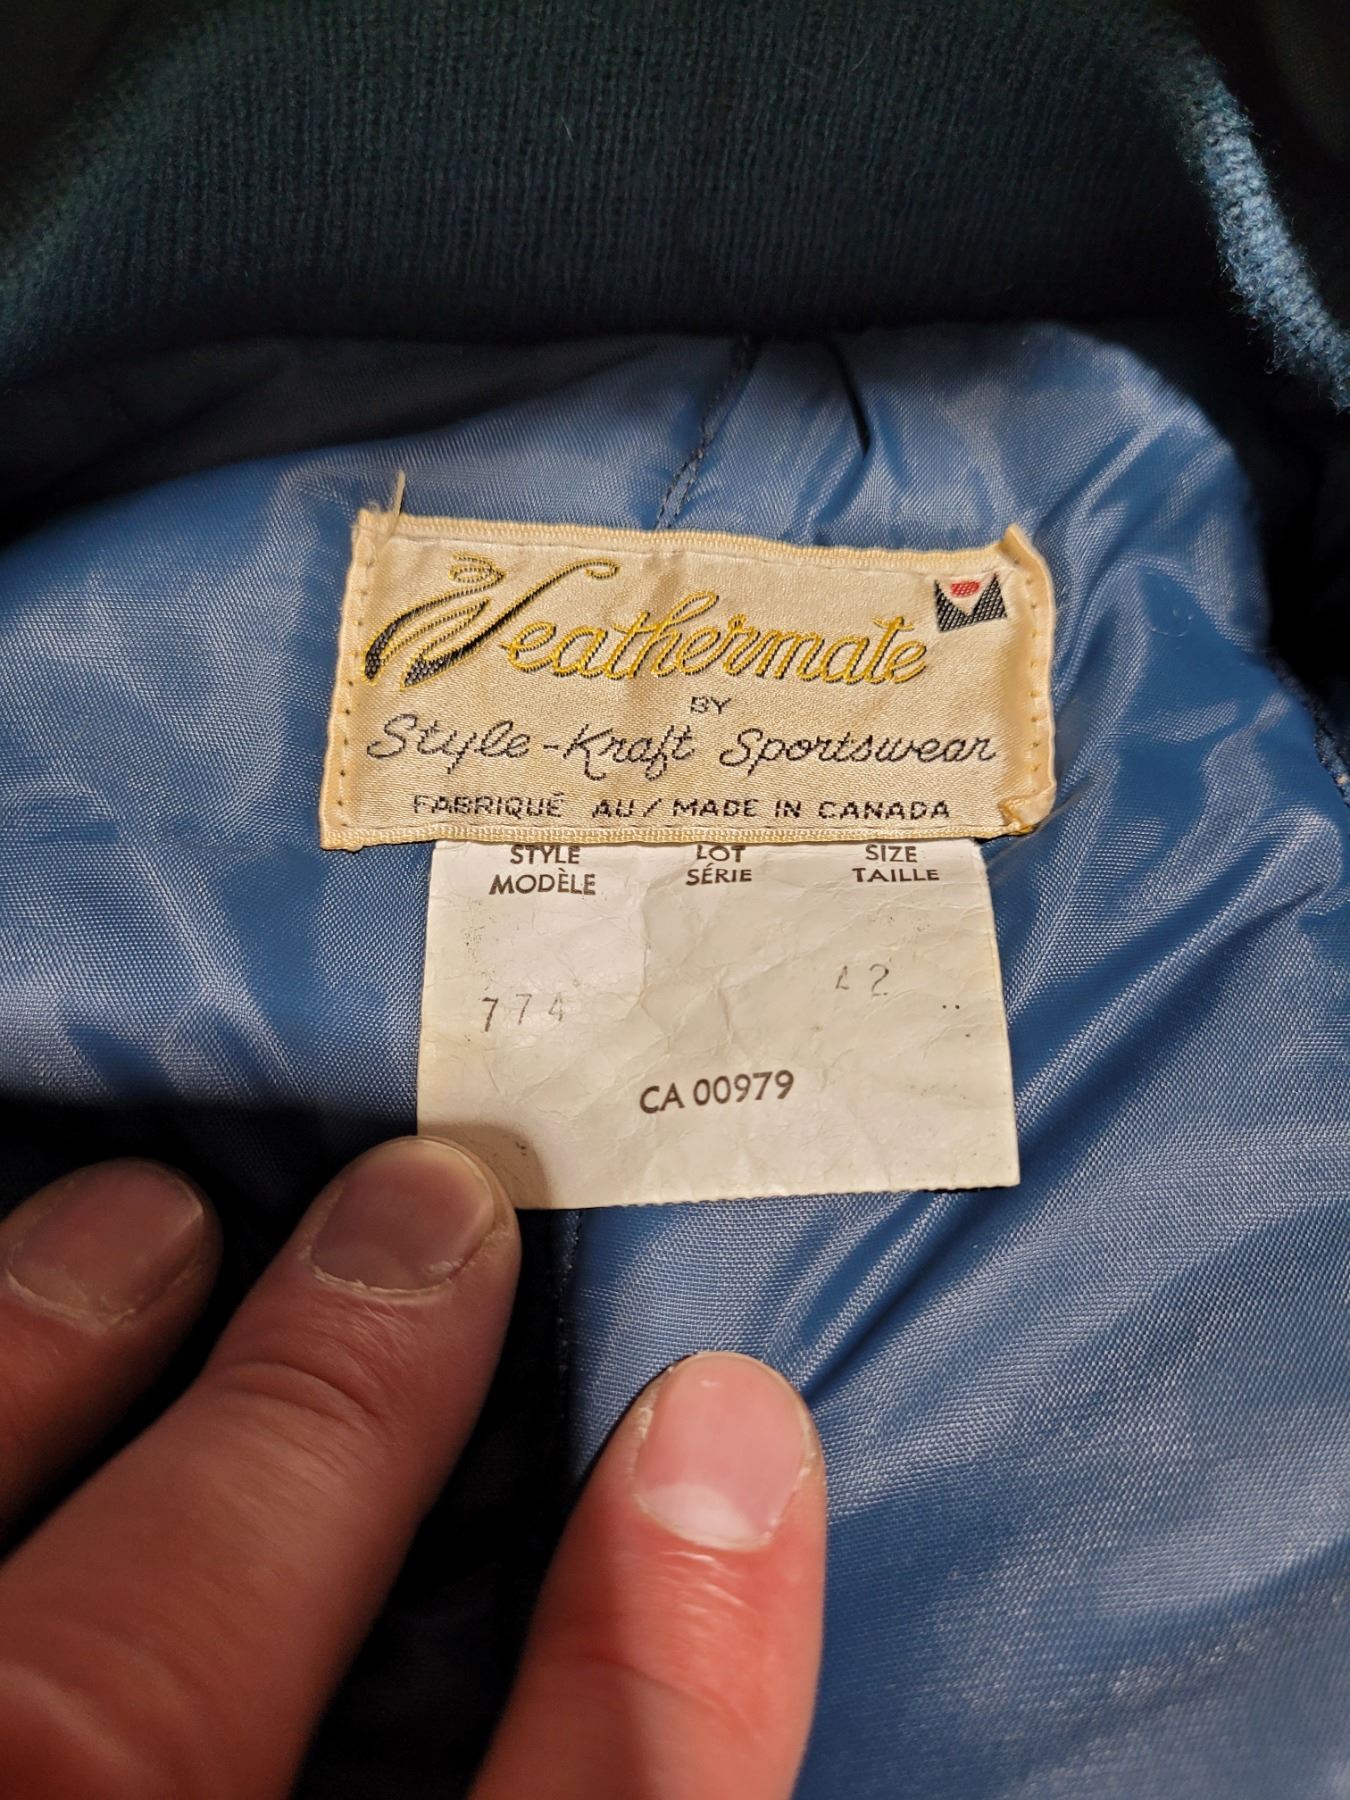 Weathermate
BY
Style-Kraft Sportswear
FABRIQUÉ AU / MADE IN CANADA
STYLE LOT SIZE
MODÈLE SÉRIE TAILLE
774 42
CA 00979